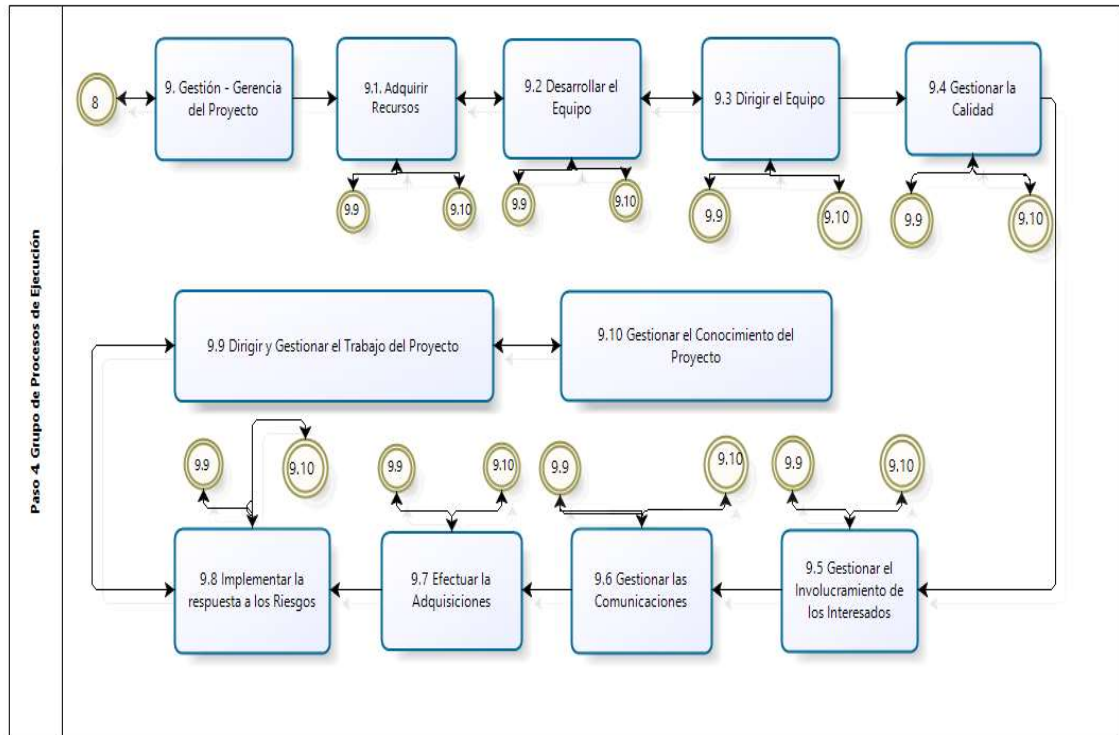 Paso 4. Grupo de Procesos de Ejecución
8
9. Gestión - Gerencia
del Proyecto
9.1. Adquirir
Recursos
9.2 Desarrollar el
Equipo
9.3 Dirigir el Equipo
9.4 Gestionar la
Calidad
9.9
9.10
9.9
9.10
9.9
9.10
9.9
9.10
9.9 Dirigir y Gestionar el Trabajo del Proyecto
9.10 Gestionar el Conocimiento del
Proyecto
9.9
9.10
9.9
9.10
9.9
9.10
9.9
9.10
9.8 Implementar la
respuesta a los Riesgos
9.7 Efectuar la
Adquisiciones
9.6 Gestionar las
Comunicaciones
9.5 Gestionar el
Involucramiento de
los Interesados